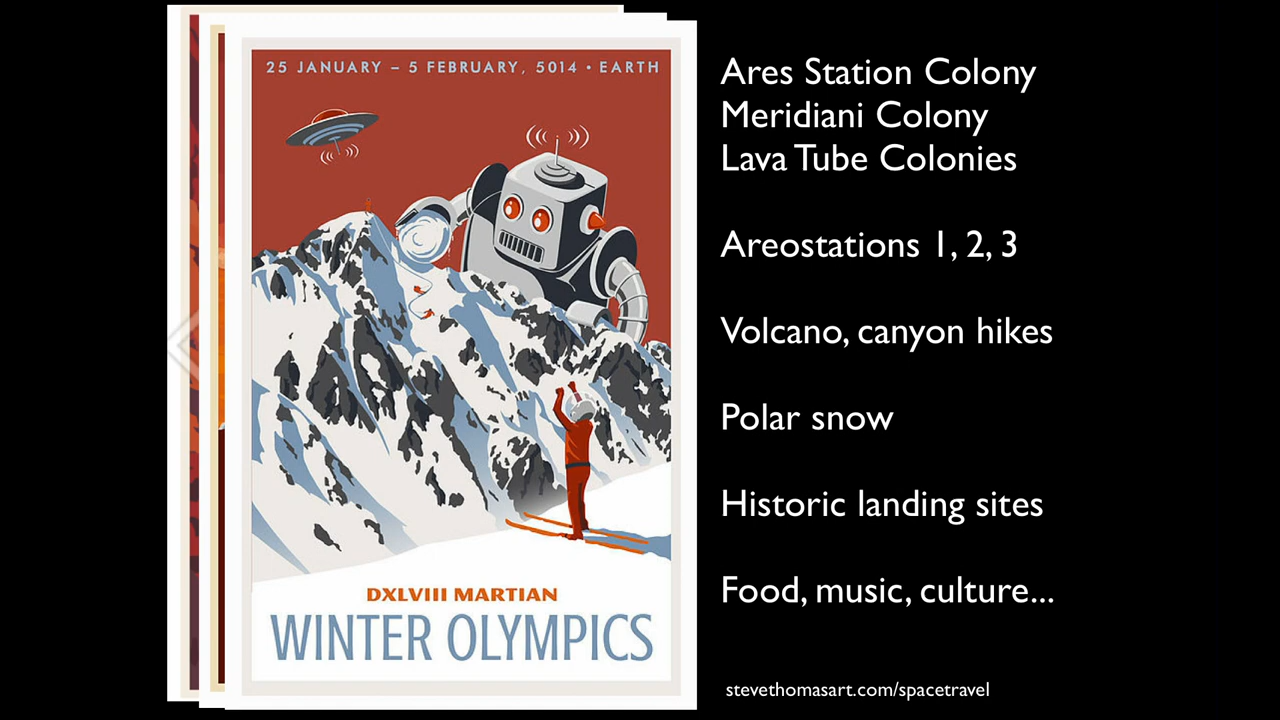 25 JANUARY – 5 FEBRUARY, 5014 • EARTH
DXLVIII MARTIAN
WINTER OLYMPICS
Ares Station Colony
Meridiani Colony
Lava Tube Colonies
Areostations 1, 2, 3
Volcano, canyon hikes
Polar snow
Historic landing sites
Food, music, culture...
stevethomasart.com/spacetravel